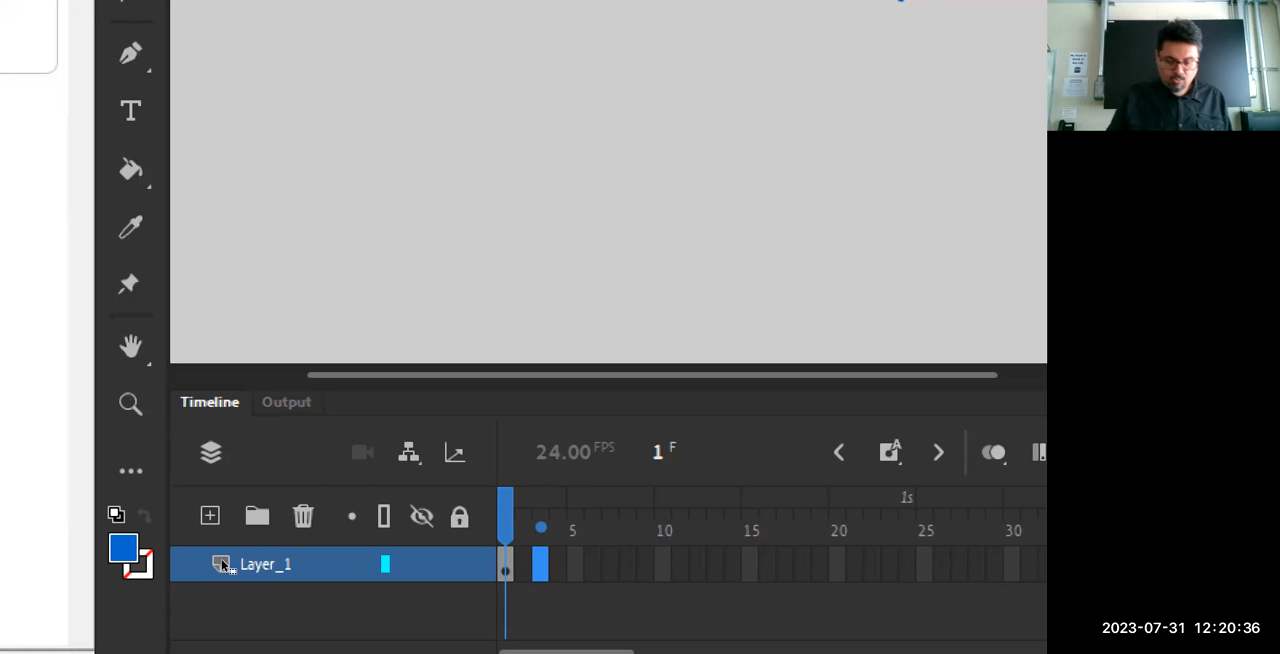 T
Timeline Output
24.00 FPS 1 F
A
1s
5 10 15 20 25 30
Layer_1
2023-07-31 12:20:36